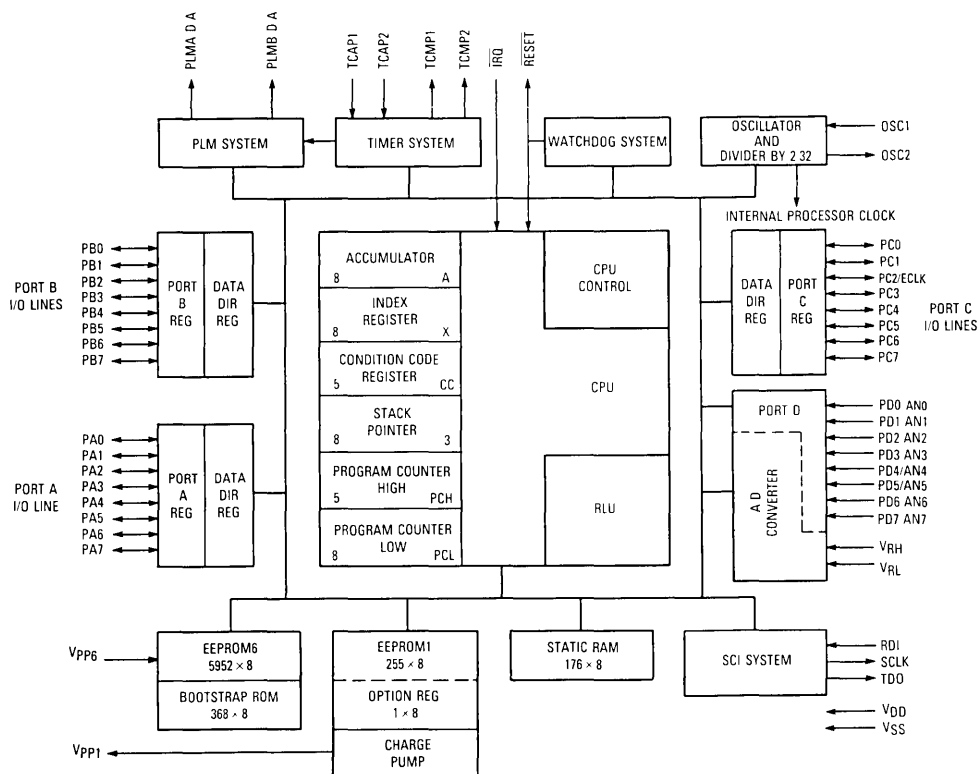 PLMA D A
PLMB D A
TCAP1
TCAP2
TCMP1
TCMP2
IRQ
RESET
PLM SYSTEM
TIMER SYSTEM
WATCHDOG SYSTEM
OSCILLATOR
AND
DIVIDER BY 2 32
OSC1
OSC2
INTERNAL PROCESSOR CLOCK
PORT B
I/O LINES
PB0
PB1
PB2
PB3
PB4
PB5
PB6
PB7
PORT
B
REG
DATA
DIR
REG
PORT A
I/O LINE
PA0
PA1
PA2
PA3
PA4
PA5
PA6
PA7
PORT
A
REG
DATA
DIR
REG
ACCUMULATOR
8 A
INDEX
REGISTER
8 X
CONDITION CODE
REGISTER
5 CC
STACK
POINTER
8 3
PROGRAM COUNTER
HIGH
5 PCH
PROGRAM COUNTER
LOW
8 PCL
CPU
CONTROL
CPU
RLU
DATA
DIR
REG
PORT
C
REG
PC0
PC1
PC2/ECLK
PC3
PC4
PC5
PC6
PC7
PORT C
I/O LINES
PORT D
A D
CONVERTER
PD0 AN0
PD1 AN1
PD2 AN2
PD3 AN3
PD4/AN4
PD5/AN5
PD6 AN6
PD7 AN7
VRH
VRL
VPP6
EEPROM6
5952 × 8
BOOTSTRAP ROM
368 × 8
VPP1
EEPROM1
255 × 8
OPTION REG
1 × 8
CHARGE
PUMP
STATIC RAM
176 × 8
SCI SYSTEM
RDI
SCLK
TDO
VDD
VSS